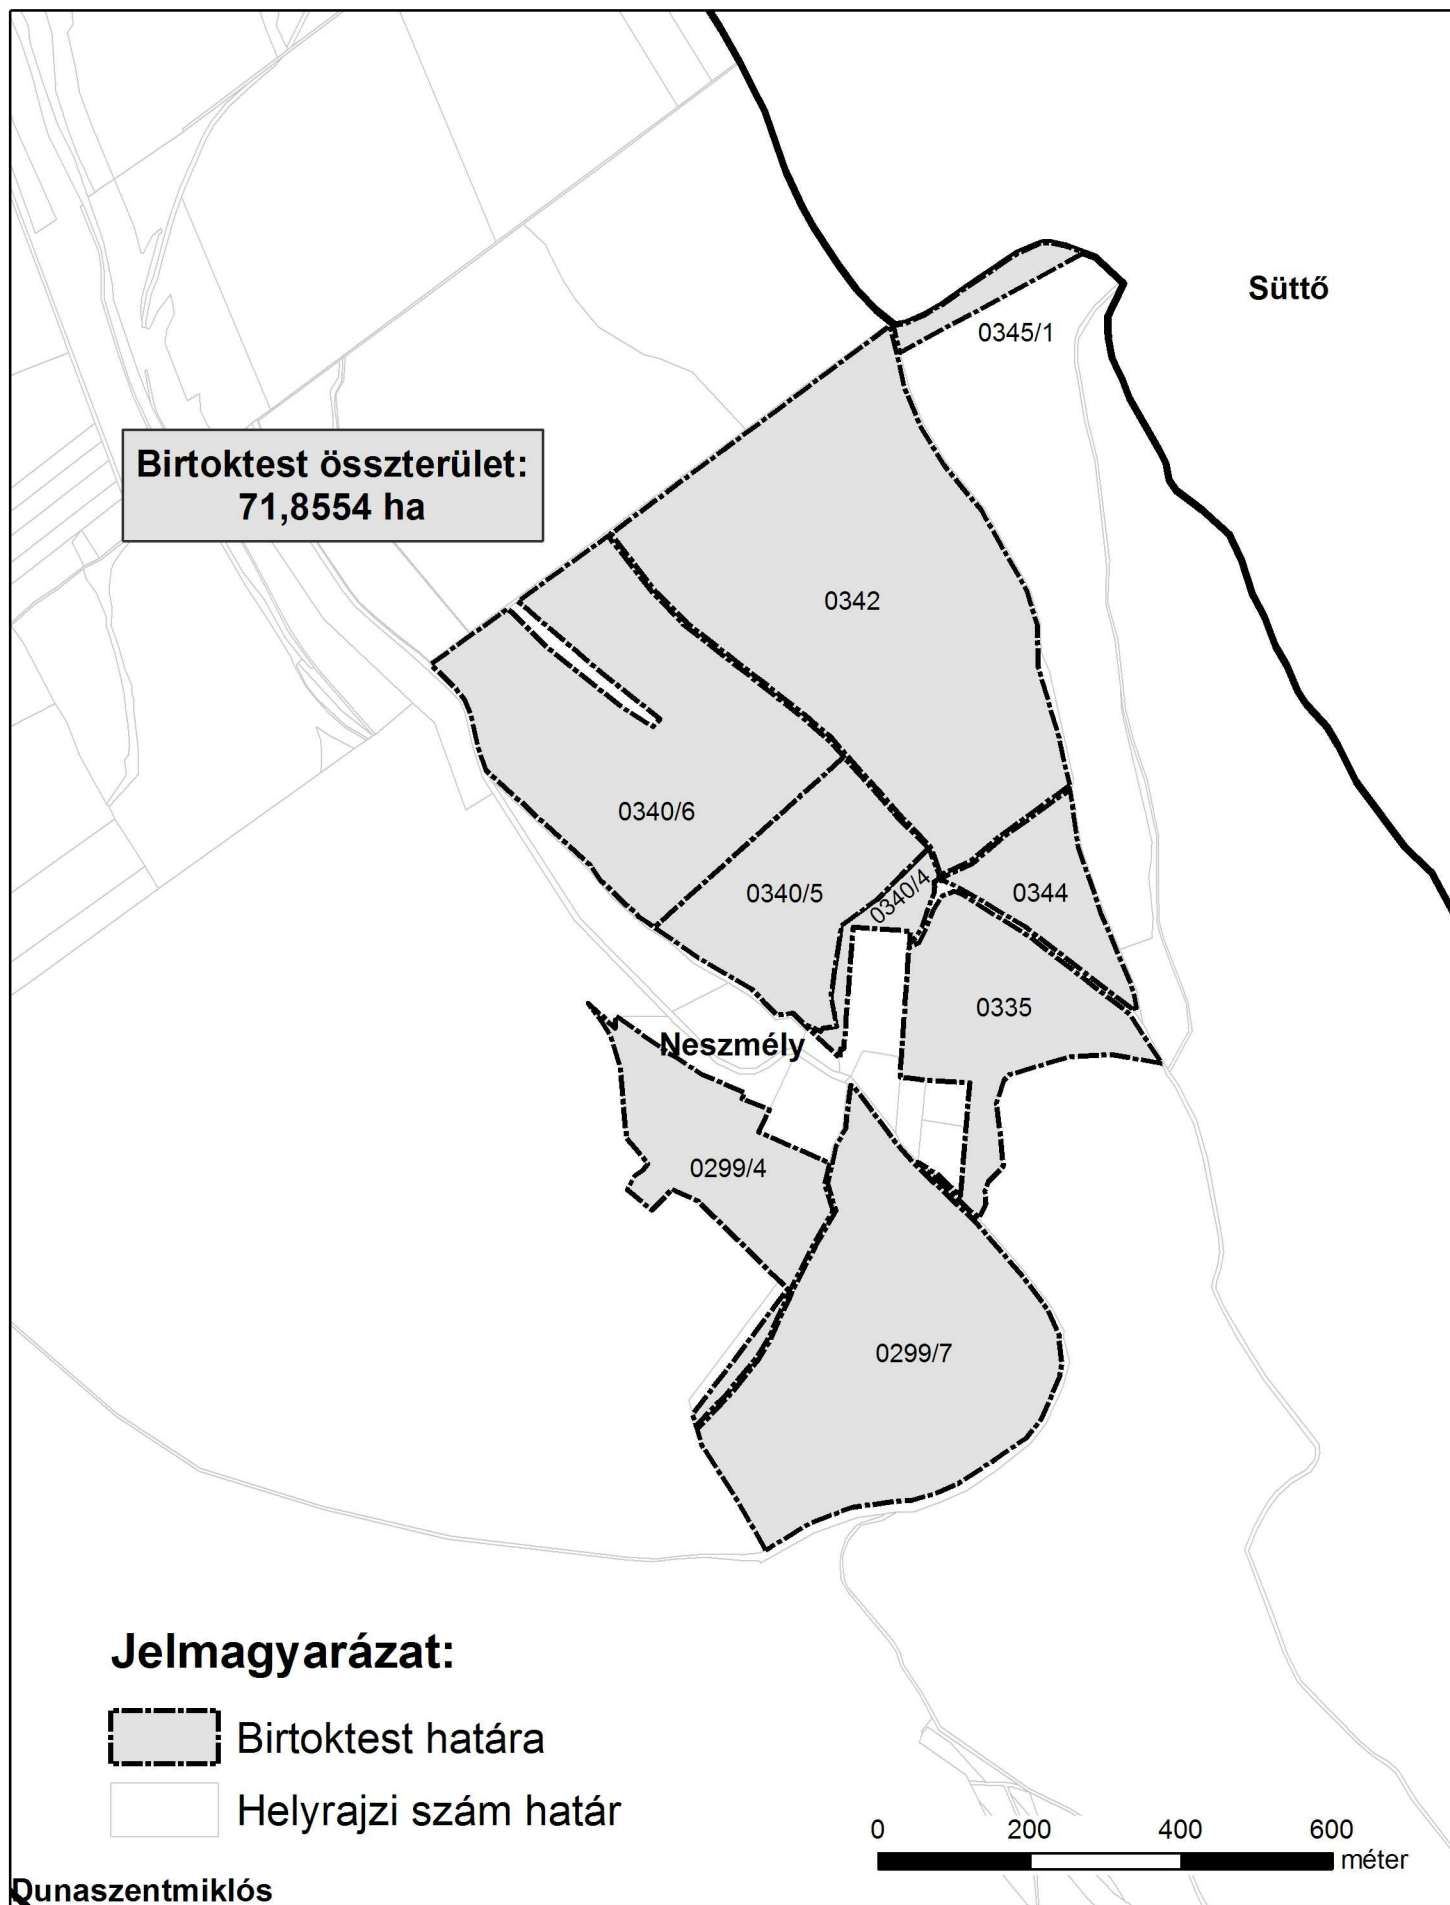 Süttő
0345/1
Birtoktest összterület:
71,8554 ha
0342
0340/6
0340/5
0340/4
0344
0335
Neszmély
0299/4
0299/7
Jelmagyarázat:
Birtoktest határa
Helyrajzi szám határ
0 200 400 600
méter
Dunaszentmiklós